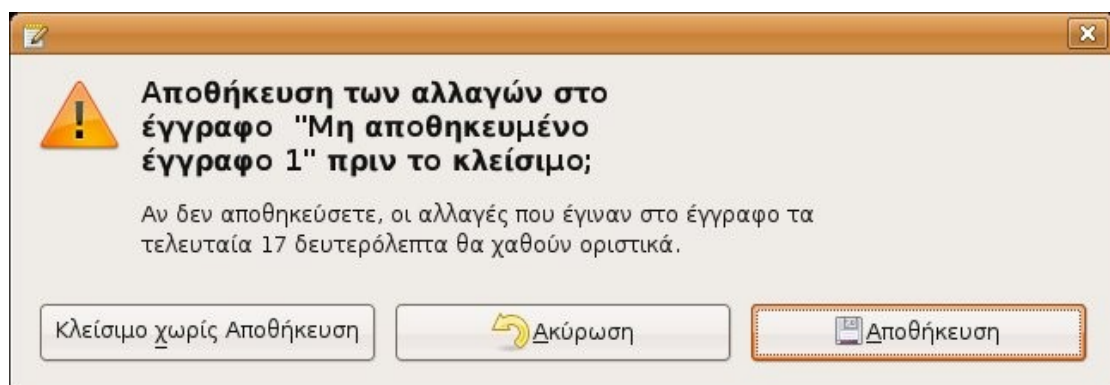 Αποθήκευση των αλλαγών στο
έγγραφο "Μη αποθηκευμένο
έγγραφο 1" πριν το κλείσιμο;
Αν δεν αποθηκεύσετε, οι αλλαγές που έγιναν στο έγγραφο τα
τελευταία 17 δευτερόλεπτα θα χαθούν οριστικά.
Κλείσιμο χωρίς Αποθήκευση
Ακύρωση
Αποθήκευση